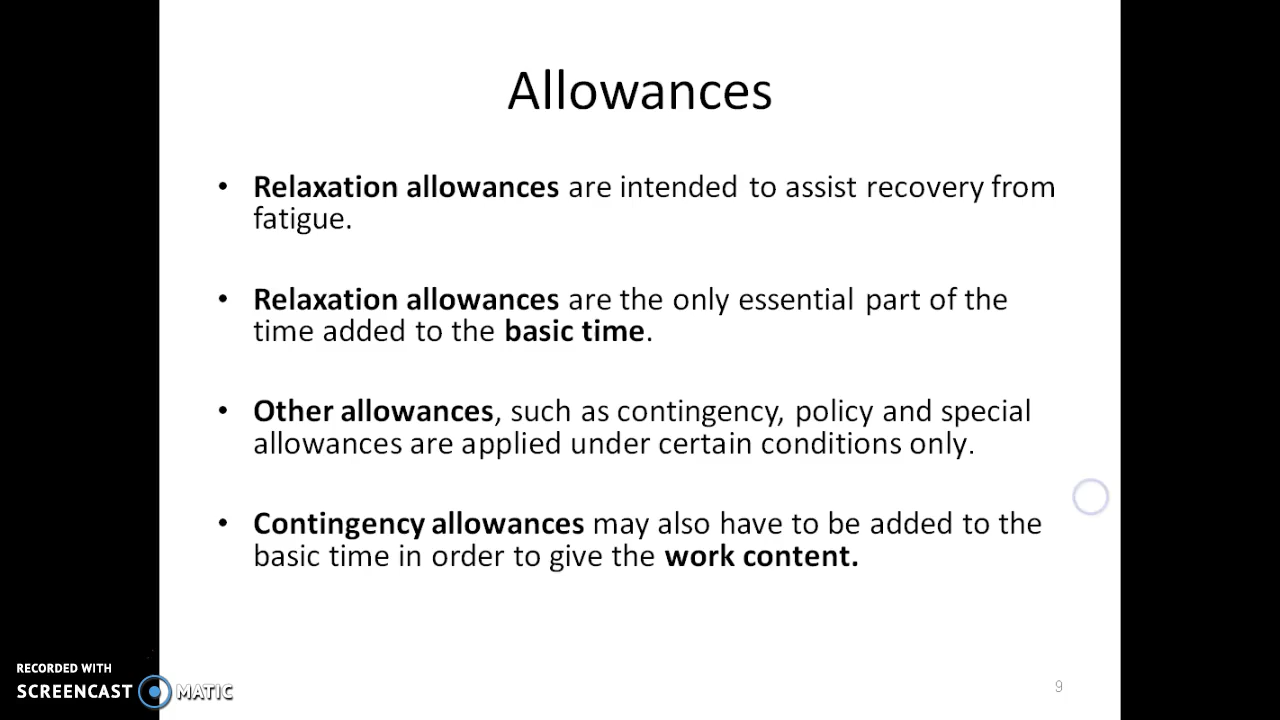 Allowances
• Relaxation allowances are intended to assist recovery from
fatigue.
• Relaxation allowances are the only essential part of the
time added to the basic time.
• Other allowances, such as contingency, policy and special
allowances are applied under certain conditions only.
• Contingency allowances may also have to be added to the
basic time in order to give the work content.
RECORDED WITH
SCREENCAST MATIC
9